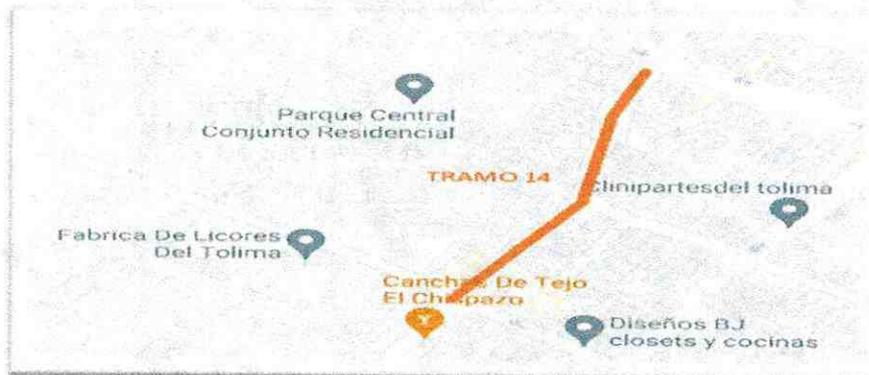 Parque Central
Conjunto Residencial
TRAMO 14
Clinipartesdel tolima
Fabrica De Licores
Del Tolima
Canchas De Tejo
El Chispazo
Diseños BJ
closets y cocinas